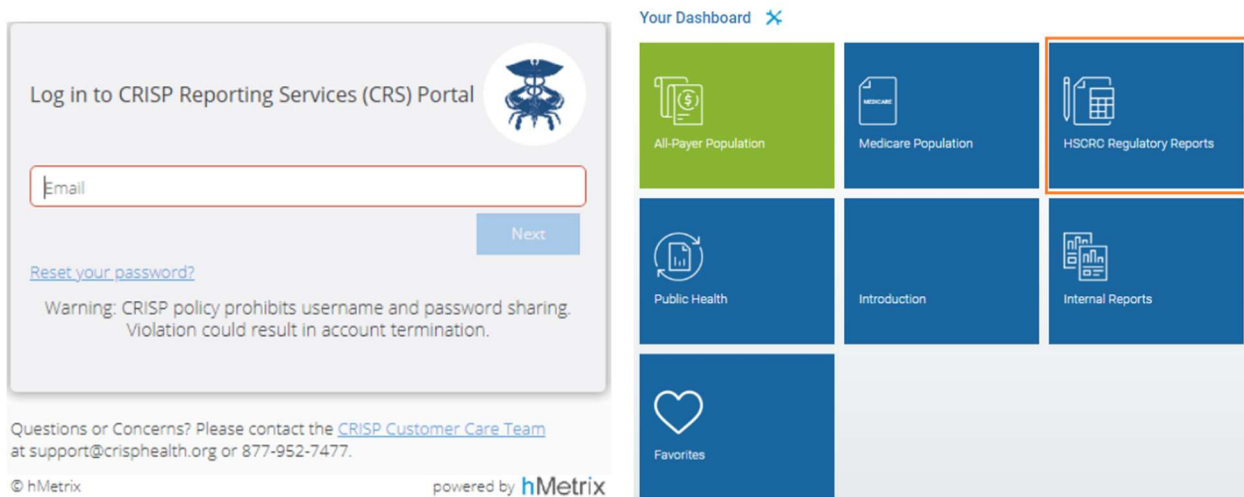 Log in to CRISP Reporting Services (CRS) Portal
Email
Next
Reset your password?
Warning: CRISP policy prohibits username and password sharing.
Violation could result in account termination.
Questions or Concerns? Please contact the CRISP Customer Care Team
at support@crisphealth.org or 877-952-7477.
© hMetrix
powered by hMetrix
Your Dashboard
All-Payer Population
MEDICARE
Medicare Population
HSCRC Regulatory Reports
Public Health
Introduction
Internal Reports
Favorites